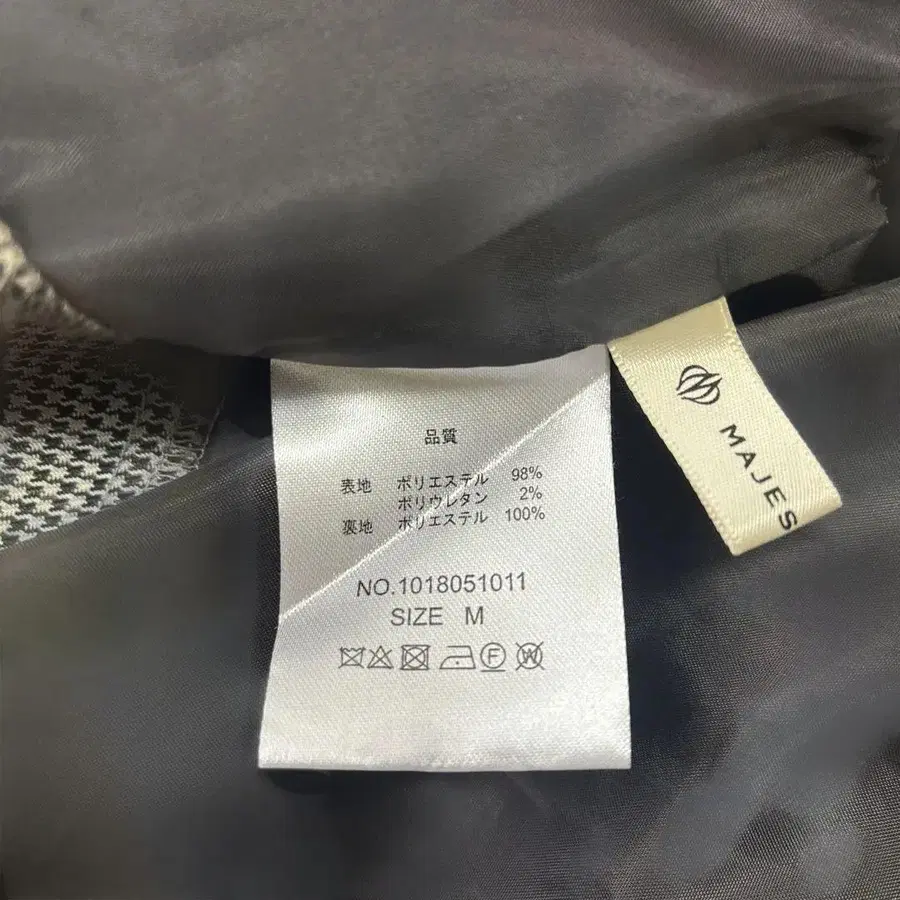 品質
表地 ポリエステル 98%
ポリウレタン 2%
裏地 ポリエステル 100%
NO.1018051011
SIZE M
F W
MAJES